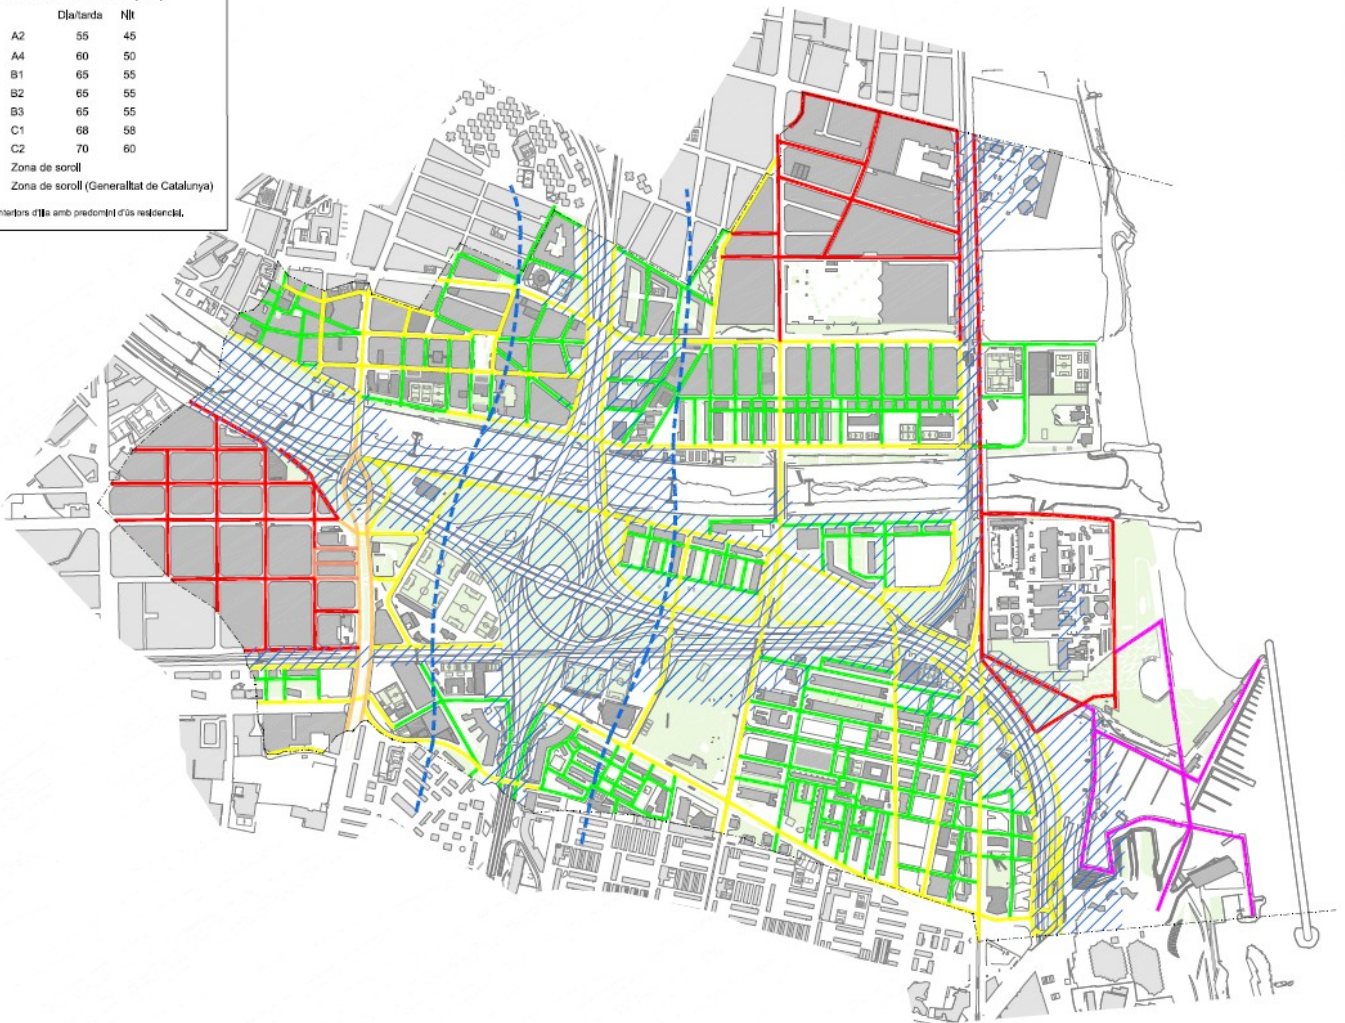 Dia/tarda Nit
A2 55 45
A4 60 50
B1 65 55
B2 65 55
B3 65 55
C1 68 58
C2 70 60
Zona de soroll
Zona de soroll (Generalitat de Catalunya)
nteriors d'illa amb predomini d'ús residencial.